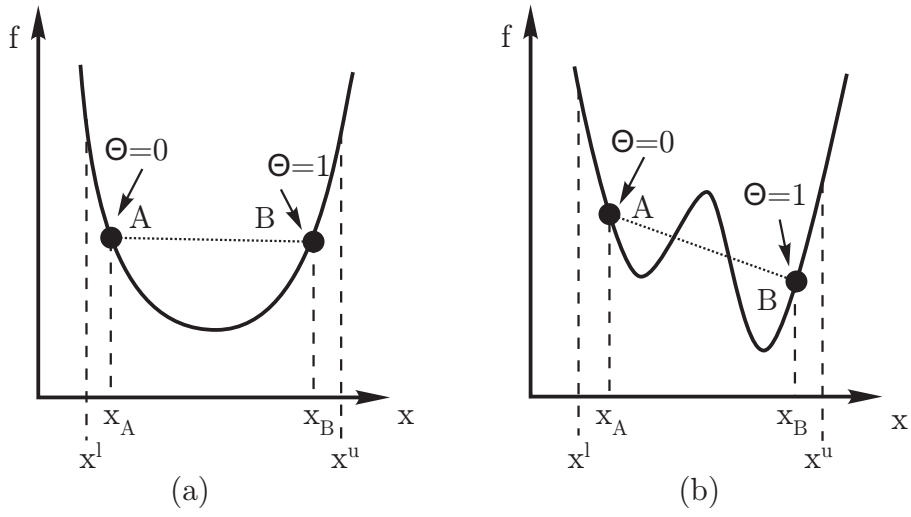 f
Θ=0
Θ=1
A
B
x_A
x_B
x
x^l
x^u
(a)
f
Θ=0
Θ=1
A
B
x_A
x_B
x
x^l
x^u
(b)